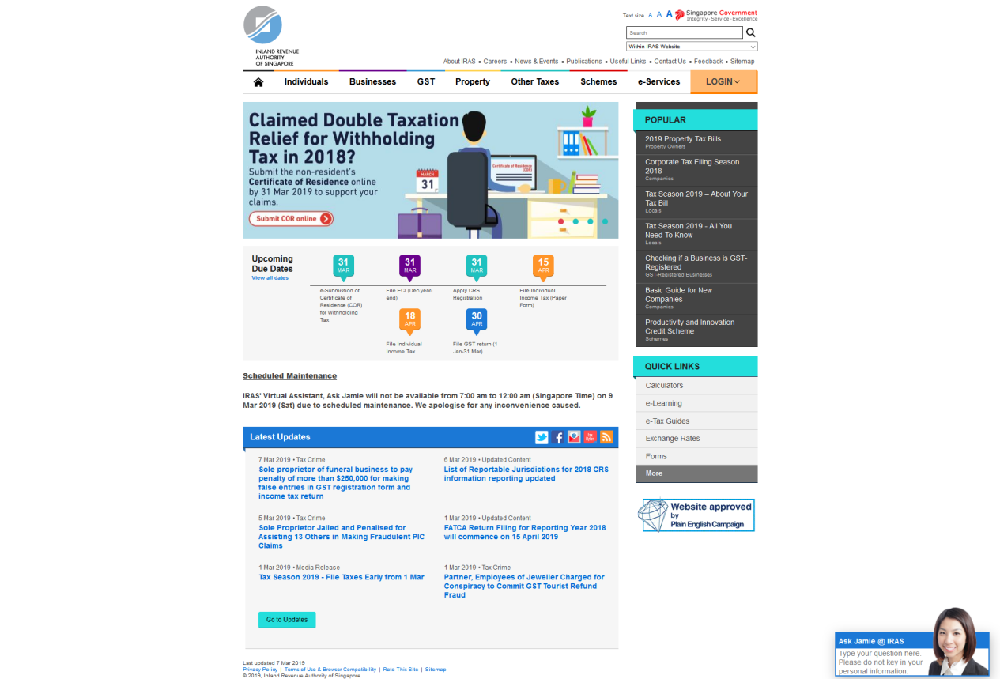 INLAND REVENUE
AUTHORITY
OF SINGAPORE
Text size A A A
Singapore Government
Integrity · Service · Excellence
Search
Within IRAS Website
About IRAS • Careers • News & Events • Publications • Useful Links • Contact Us • Feedback • Sitemap
Individuals Businesses GST Property Other Taxes Schemes e-Services LOGIN
Claimed Double Taxation
Relief for Withholding
Tax in 2018?
Submit the non-resident's
Certificate of Residence online
by 31 Mar 2019 to support your
claims.
Submit COR online
MARCH
31
Certificate of Residence
(COR)
Upcoming
Due Dates
View all dates
31
MAR
e-Submission of
Certificate of
Residence (COR)
for Withholding
Tax
31
MAR
File ECI (Dec year-
end)
31
MAR
Apply CRS
Registration
15
APR
File Individual
Income Tax (Paper
Form)
18
APR
File Individual
Income Tax
30
APR
File GST return (1
Jan-31 Mar)
Scheduled Maintenance
IRAS' Virtual Assistant, Ask Jamie will not be available from 7:00 am to 12:00 am (Singapore Time) on 9
Mar 2019 (Sat) due to scheduled maintenance. We apologise for any inconvenience caused.
Latest Updates
7 Mar 2019 • Tax Crime
Sole proprietor of funeral business to pay
penalty of more than $250,000 for making
false entries in GST registration form and
income tax return
6 Mar 2019 • Updated Content
List of Reportable Jurisdictions for 2018 CRS
information reporting updated
5 Mar 2019 • Tax Crime
Sole Proprietor Jailed and Penalised for
Assisting 13 Others in Making Fraudulent PIC
Claims
1 Mar 2019 • Updated Content
FATCA Return Filing for Reporting Year 2018
will commence on 15 April 2019
1 Mar 2019 • Media Release
Tax Season 2019 - File Taxes Early from 1 Mar
1 Mar 2019 • Tax Crime
Partner, Employees of Jeweller Charged for
Conspiracy to Commit GST Tourist Refund
Fraud
Go to Updates
POPULAR
2019 Property Tax Bills
Property Owners
Corporate Tax Filing Season
2018
Companies
Tax Season 2019 – About Your
Tax Bill
Locals
Tax Season 2019 - All You
Need To Know
Locals
Checking if a Business is GST-
Registered
GST-Registered Businesses
Basic Guide for New
Companies
Companies
Productivity and Innovation
Credit Scheme
Schemes
QUICK LINKS
Calculators
e-Learning
e-Tax Guides
Exchange Rates
Forms
More
Website approved
by
Plain English Campaign
Last updated 7 Mar 2019
Privacy Policy | Terms of Use & Browser Compatibility | Rate This Site | Sitemap
© 2019, Inland Revenue Authority of Singapore
Ask Jamie @ IRAS
Type your question here.
Please do not key in your
personal information.